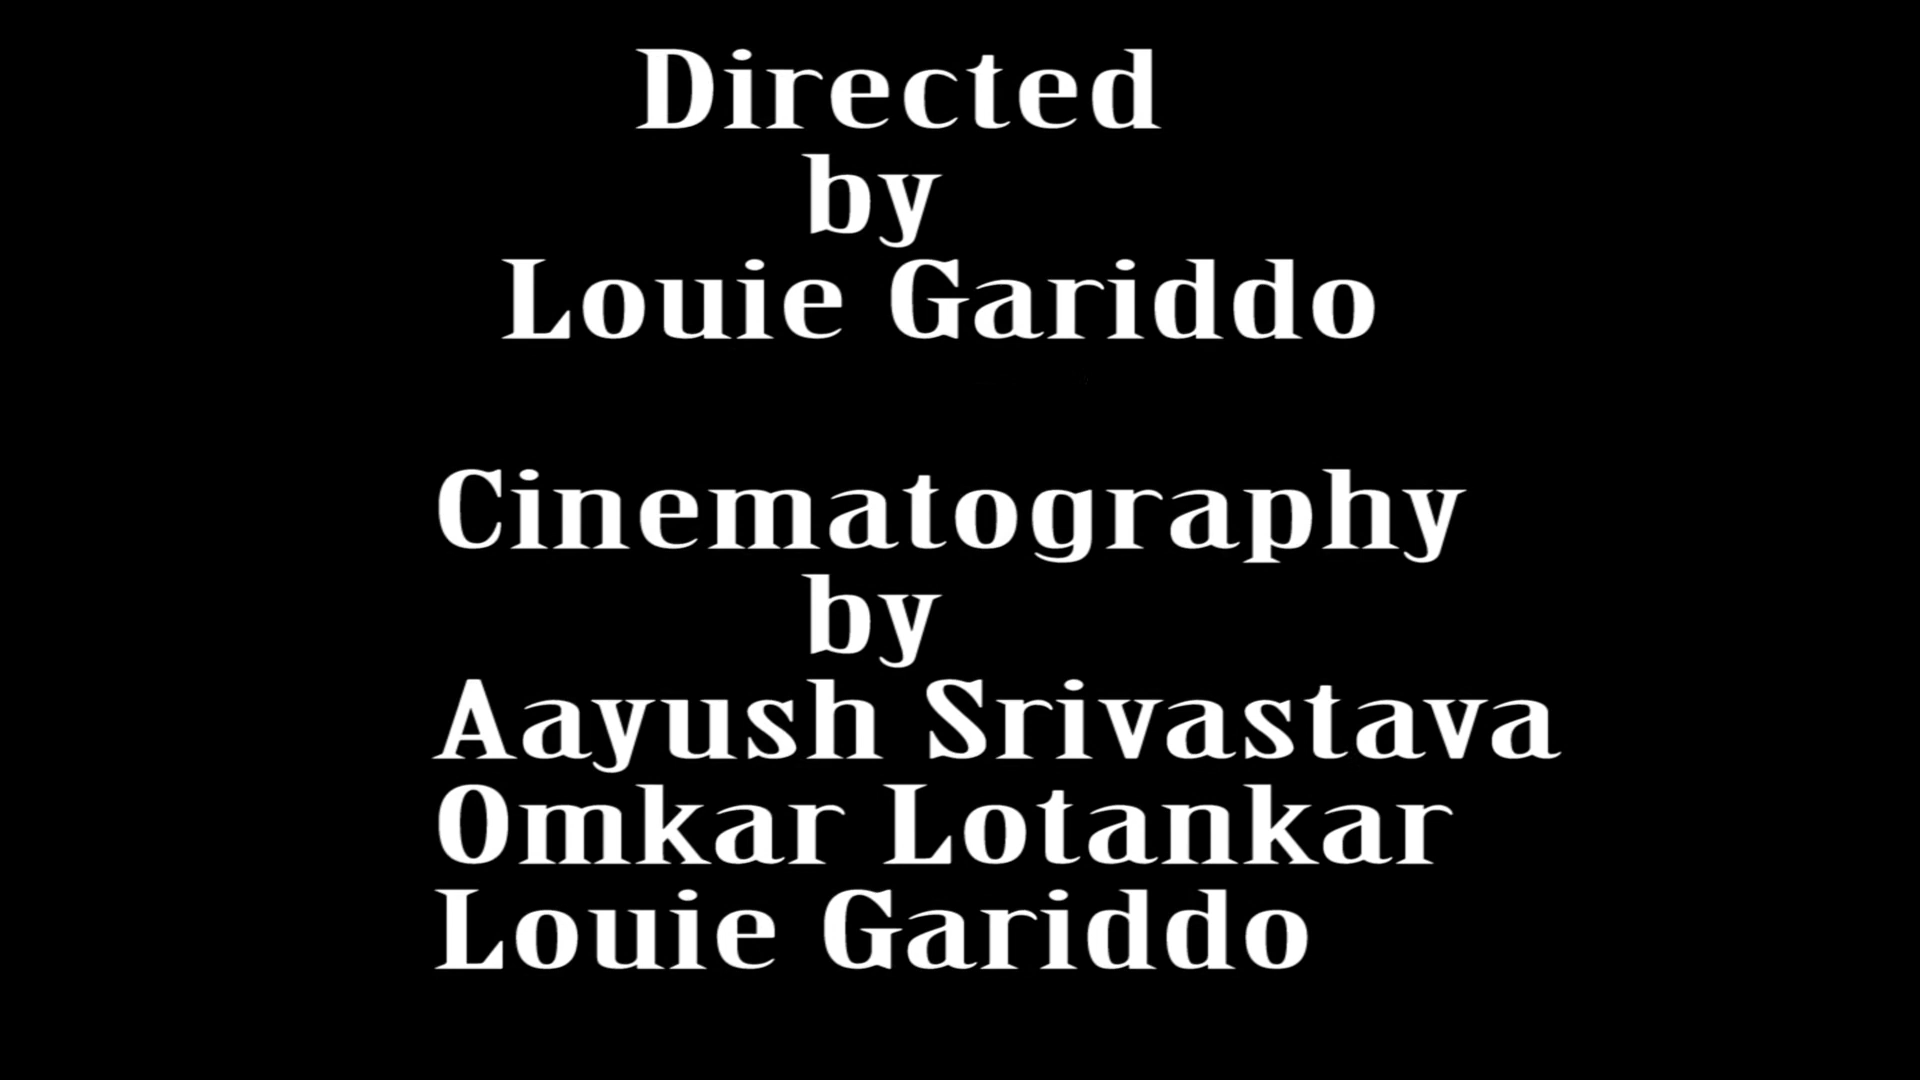 Directed
by
Louie Gariddo
Cinematography
by
Aayush Srivastava
Omkar Lotankar
Louie Gariddo